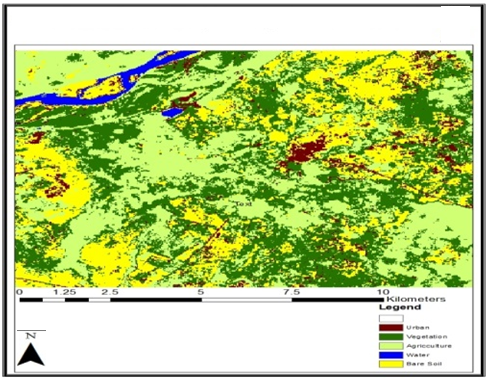 Text
0 1.25 2.5 5 7.5 10
Kilometers
Legend
Urban
Vegetation
Agriculture
Water
Bare Soil
N